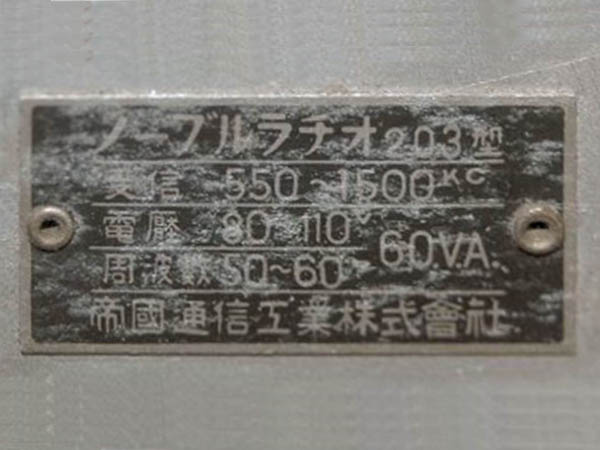 ノーブルラヂオ203型
受信 550~1500KC
電壓 80~110V
周波數 50~60~
60VA.
帝國通信工業株式會社